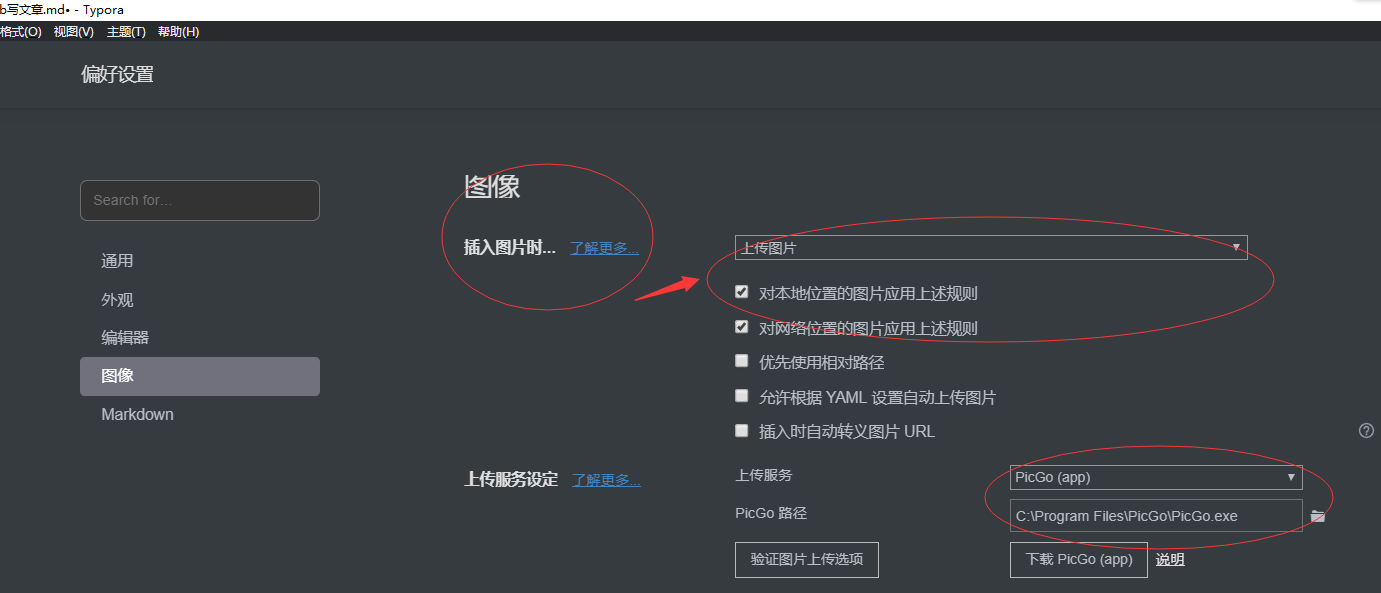 b写文章.md• - Typora
格式(O) 视图(V) 主题(T) 帮助(H)
偏好设置
Search for...
通用
外观
编辑器
图像
Markdown
图像
插入图片时... 了解更多...
上传图片
对本地位置的图片应用上述规则
对网络位置的图片应用上述规则
优先使用相对路径
允许根据 YAML 设置自动上传图片
插入时自动转义图片 URL
上传服务设定 了解更多...
上传服务 PicGo (app)
PicGo 路径 C:\Program Files\PicGo\PicGo.exe
验证图片上传选项 下载 PicGo (app) 说明